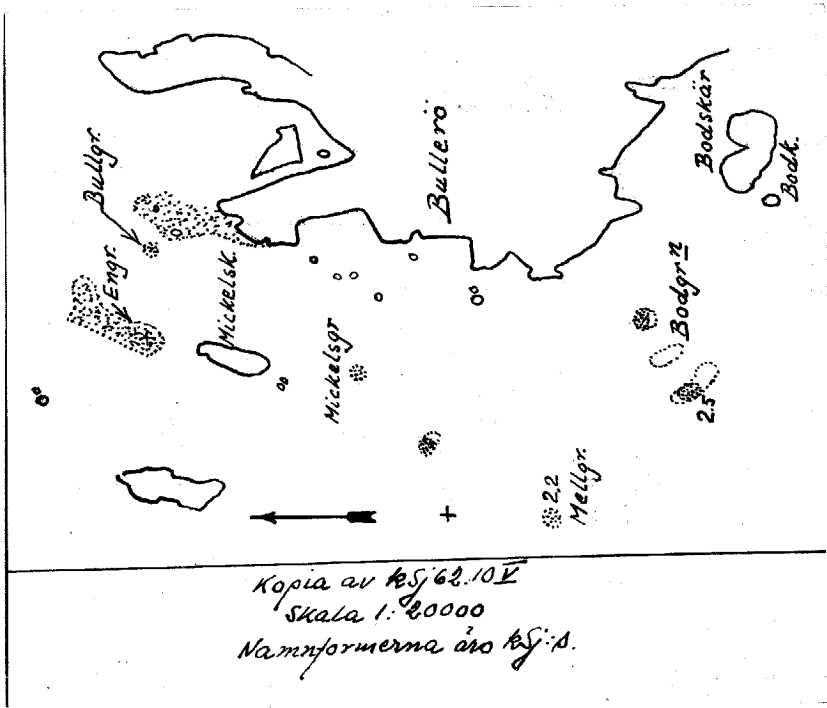 Bullgr.
Engr.
Mickelsk.
Mickelsgr
Bullerö
Bodskär
Bodk.
Bodgr n
2.5
2,2
Mellgr.
Kopia av kSj 62.10 V
Skala 1: 20000
Namnformerna äro kSj:s.